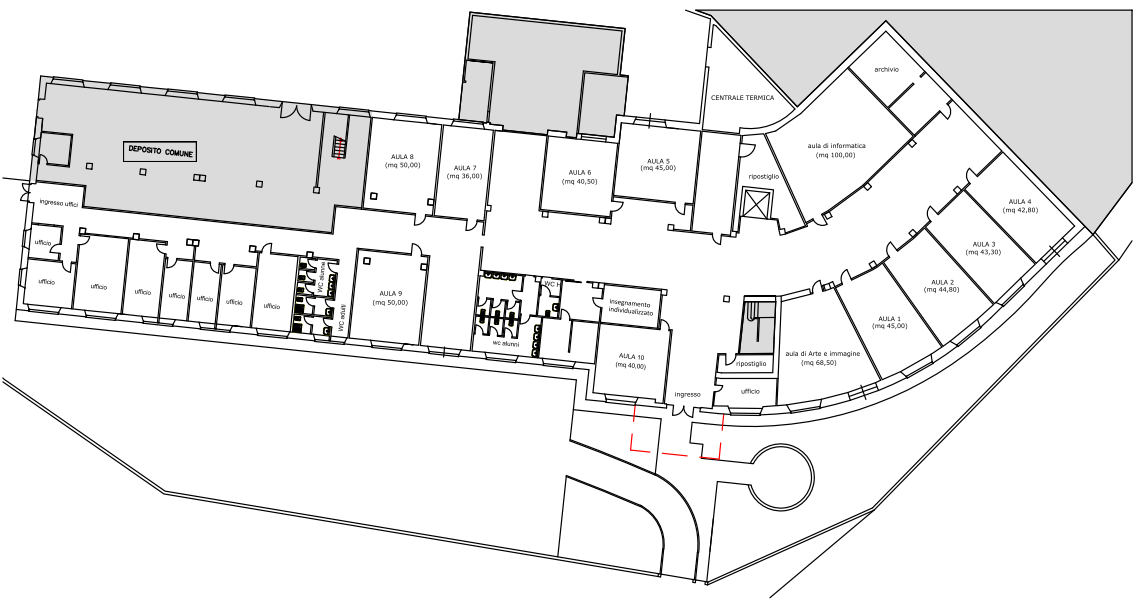 archivio
CENTRALE TERMICA
aula di informatica
(mq 100,00)
DEPOSITO COMUNE
AULA 8
(mq 50,00)
AULA 7
(mq 36,00)
AULA 6
(mq 40,50)
AULA 5
(mq 45,00)
ripostiglio
AULA 4
(mq 42,80)
ingresso uffici
AULA 3
(mq 43,30)
ufficio
ufficio
ufficio
ufficio
ufficio
ufficio
ufficio
ufficio
WC alunne
WC adulti
AULA 9
(mq 50,00)
WC H
wc alunni
insegnamento
individualizzato
AULA 2
(mq 44,80)
AULA 1
(mq 45,00)
AULA 10
(mq 40,00)
ripostiglio
aula di Arte e immagine
(mq 68,50)
ingresso
ufficio